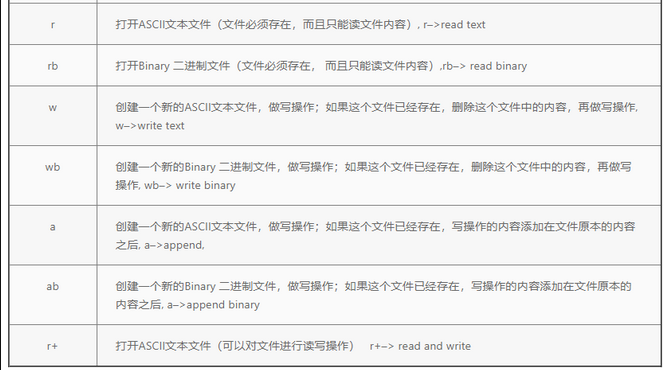 r 打开ASCII文本文件（文件必须存在，而且只能读文件内容）, r–>read text
rb 打开Binary 二进制文件（文件必须存在， 而且只能读文件内容）,rb–> read binary
w 创建一个新的ASCII文本文件，做写操作；如果这个文件已经存在，删除这个文件中的内容，再做写操作,
w–>write text
wb 创建一个新的Binary 二进制文件，做写操作；如果这个文件已经存在，删除这个文件中的内容，再做写
操作, wb–> write binary
a 创建一个新的ASCII文本文件，做写操作；如果这个文件已经存在，写操作的内容添加在文件原本的内容
之后, a–>append,
ab 创建一个新的Binary 二进制文件，做写操作；如果这个文件已经存在，写操作的内容添加在文件原本的
内容之后, a–>append binary
r+ 打开ASCII文本文件（可以对文件进行读写操作） r+–> read and write